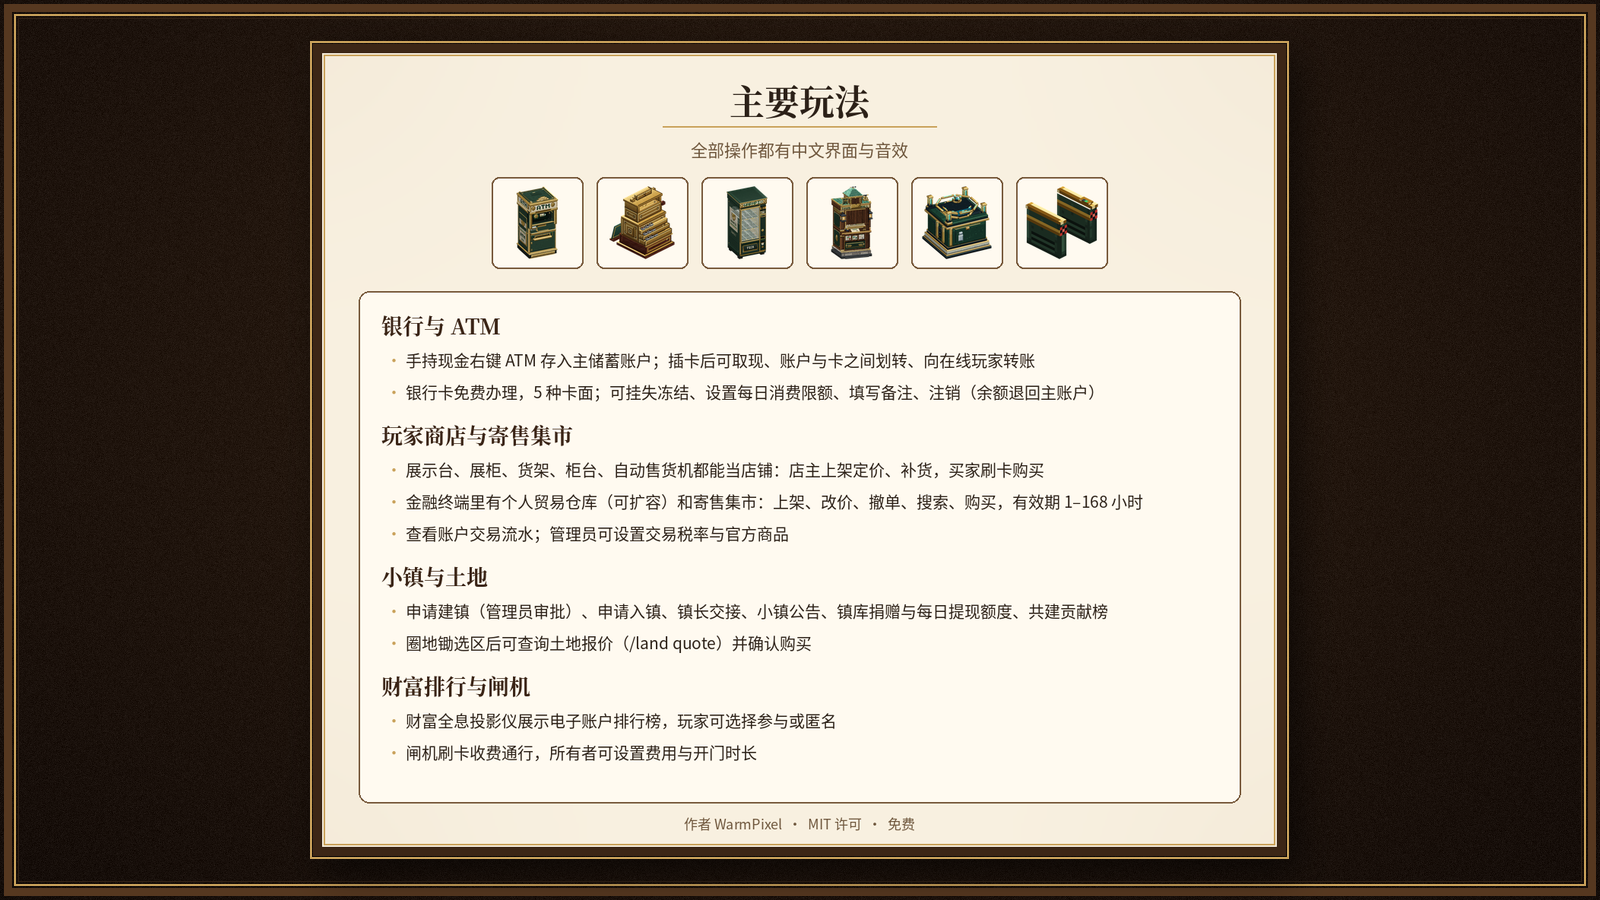 主要玩法
全部操作都有中文界面与音效
ATM
银行与 ATM
• 手持现金右键 ATM 存入主储蓄账户；插卡后可取现、账户与卡之间划转、向在线玩家转账
• 银行卡免费办理，5 种卡面；可挂失冻结、设置每日消费限额、填写备注、注销（余额退回主账户）
玩家商店与寄售集市
• 展示台、展柜、货架、柜台、自动售货机都能当店铺：店主上架定价、补货，买家刷卡购买
• 金融终端里有个人贸易仓库（可扩容）和寄售集市：上架、改价、撤单、搜索、购买，有效期 1–168 小时
• 查看账户交易流水；管理员可设置交易税率与官方商品
小镇与土地
• 申请建镇（管理员审批）、申请入镇、镇长交接、小镇公告、镇库捐赠与每日提现额度、共建贡献榜
• 圈地锄选区后可查询土地报价（/land quote）并确认购买
财富排行与闸机
• 财富全息投影仪展示电子账户排行榜，玩家可选择参与或匿名
• 闸机刷卡收费通行，所有者可设置费用与开门时长
作者 WarmPixel · MIT 许可 · 免费